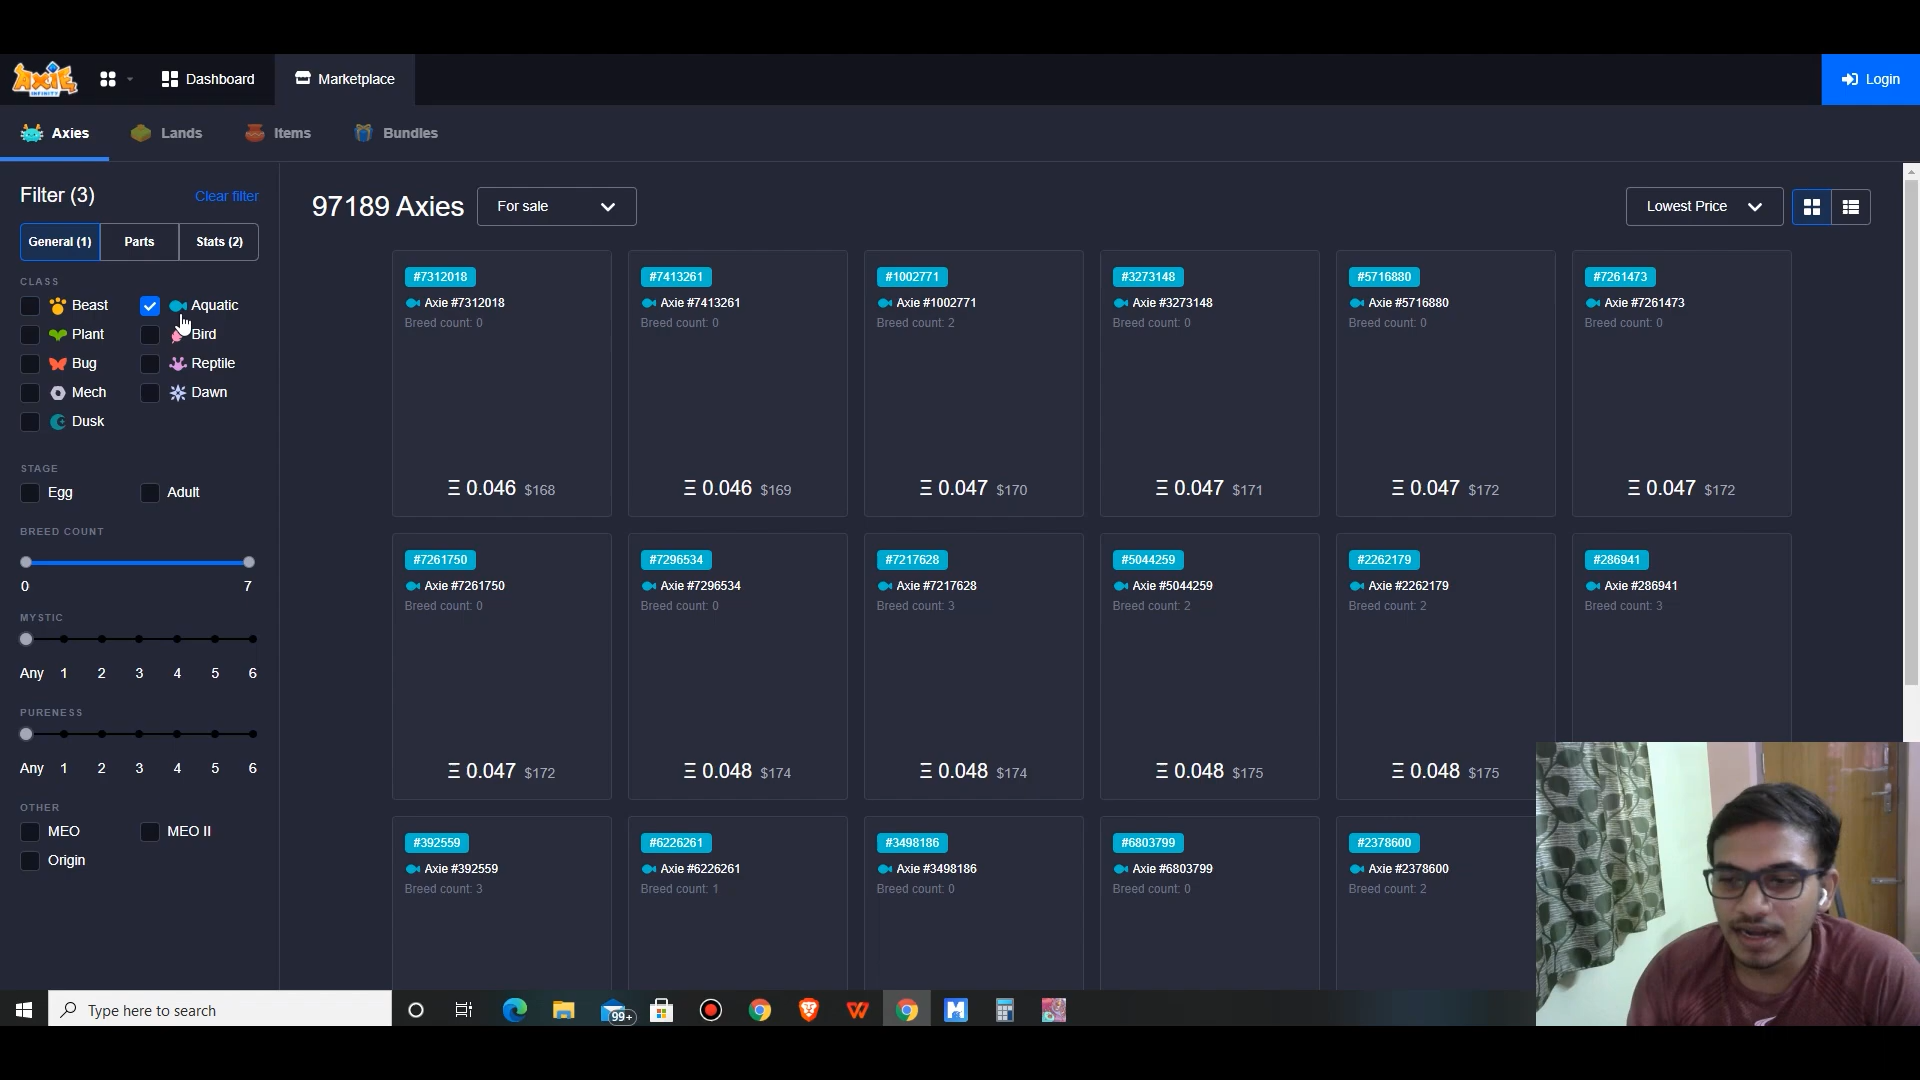 AXIE INFINITY
Dashboard
Marketplace
Login
Axies
Lands
Items
Bundles
Filter (3)
Clear filter
General (1)
Parts
Stats (2)
CLASS
Beast
Aquatic
Plant
Bird
Bug
Reptile
Mech
Dawn
Dusk
STAGE
Egg
Adult
BREED COUNT
0
7
MYSTIC
Any 1 2 3 4 5 6
PURENESS
Any 1 2 3 4 5 6
OTHER
MEO
MEO II
Origin
97189 Axies
For sale
Lowest Price
#7312018
Axie #7312018
Breed count: 0
Ξ 0.046 $168
#7413261
Axie #7413261
Breed count: 0
Ξ 0.046 $169
#1002771
Axie #1002771
Breed count: 2
Ξ 0.047 $170
#3273148
Axie #3273148
Breed count: 0
Ξ 0.047 $171
#5716880
Axie #5716880
Breed count: 0
Ξ 0.047 $172
#7261473
Axie #7261473
Breed count: 0
Ξ 0.047 $172
#7261750
Axie #7261750
Breed count: 0
Ξ 0.047 $172
#7296534
Axie #7296534
Breed count: 0
Ξ 0.048 $174
#7217628
Axie #7217628
Breed count: 3
Ξ 0.048 $174
#5044259
Axie #5044259
Breed count: 2
Ξ 0.048 $175
#2262179
Axie #2262179
Breed count: 2
Ξ 0.048 $175
#286941
Axie #286941
Breed count: 3
#392559
Axie #392559
Breed count: 3
#6226261
Axie #6226261
Breed count: 1
#3498186
Axie #3498186
Breed count: 0
#6803799
Axie #6803799
Breed count: 0
#2378600
Axie #2378600
Breed count: 2
Type here to search
99+